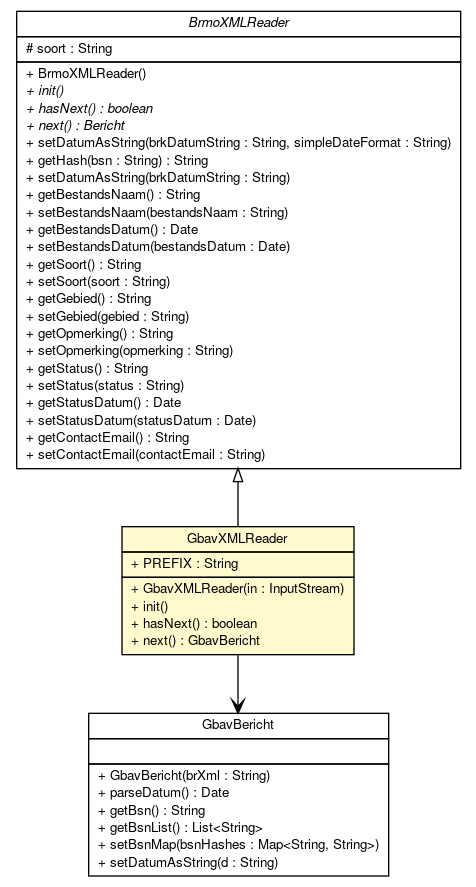 BrmoXMLReader
# soort : String
+ BrmoXMLReader()
+ init()
+ hasNext() : boolean
+ next() : Bericht
+ setDatumAsString(brkDatumString : String, simpleDateFormat : String)
+ getHash(bsn : String) : String
+ setDatumAsString(brkDatumString : String)
+ getBestandsNaam() : String
+ setBestandsNaam(bestandsNaam : String)
+ getBestandsDatum() : Date
+ setBestandsDatum(bestandsDatum : Date)
+ getSoort() : String
+ setSoort(soort : String)
+ getGebied() : String
+ setGebied(gebied : String)
+ getOpmerking() : String
+ setOpmerking(opmerking : String)
+ getStatus() : String
+ setStatus(status : String)
+ getStatusDatum() : Date
+ setStatusDatum(statusDatum : Date)
+ getContactEmail() : String
+ setContactEmail(contactEmail : String)
GbavXMLReader
+ PREFIX : String
+ GbavXMLReader(in : InputStream)
+ init()
+ hasNext() : boolean
+ next() : GbavBericht
GbavBericht
+ GbavBericht(brXml : String)
+ parseDatum() : Date
+ getBsn() : String
+ getBsnList() : List<String>
+ setBsnMap(bsnHashes : Map<String, String>)
+ setDatumAsString(d : String)